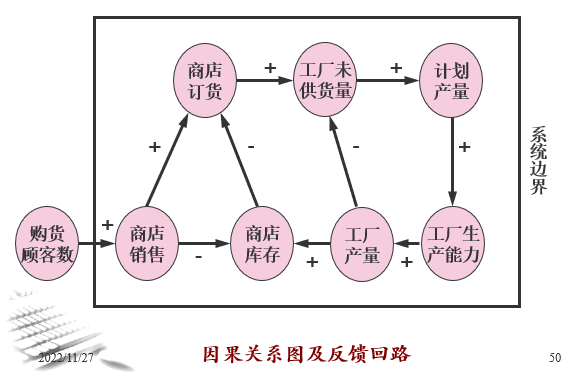 商店
订货
+
工厂未
供货量
+
计划
产量
+
-
-
+
系统边界
购货
顾客数
+
商店
销售
-
商店
库存
+
工厂
产量
+
工厂生
产能力
2022/11/27
因果关系图及反馈回路
50